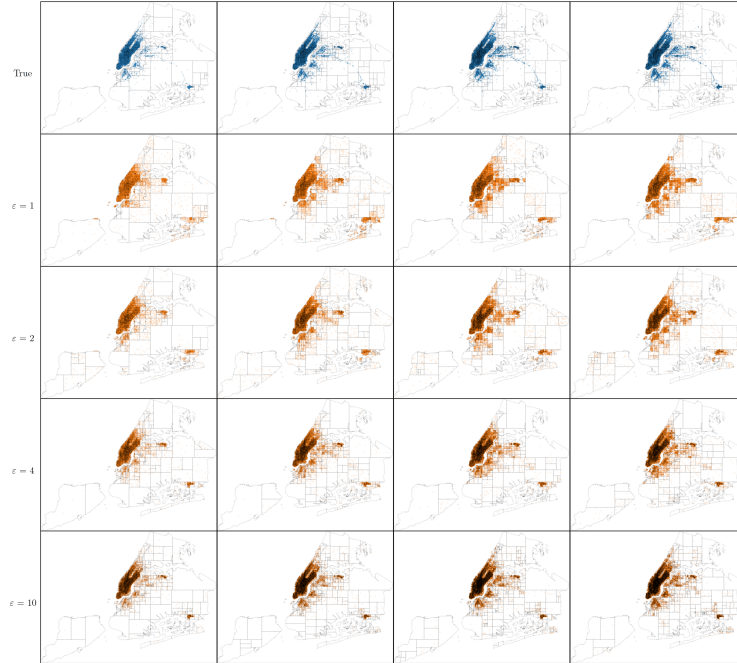 True
ε = 1
ε = 2
ε = 4
ε = 10